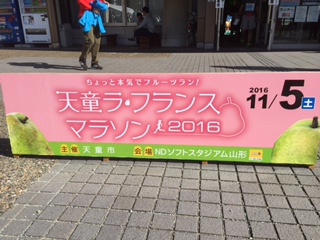 ちょっと本気でフルーツラン!
天童ラ・フランス
マラソン2016
2016
11/5土
主催 天童市 会場 NDソフトスタジアム山形